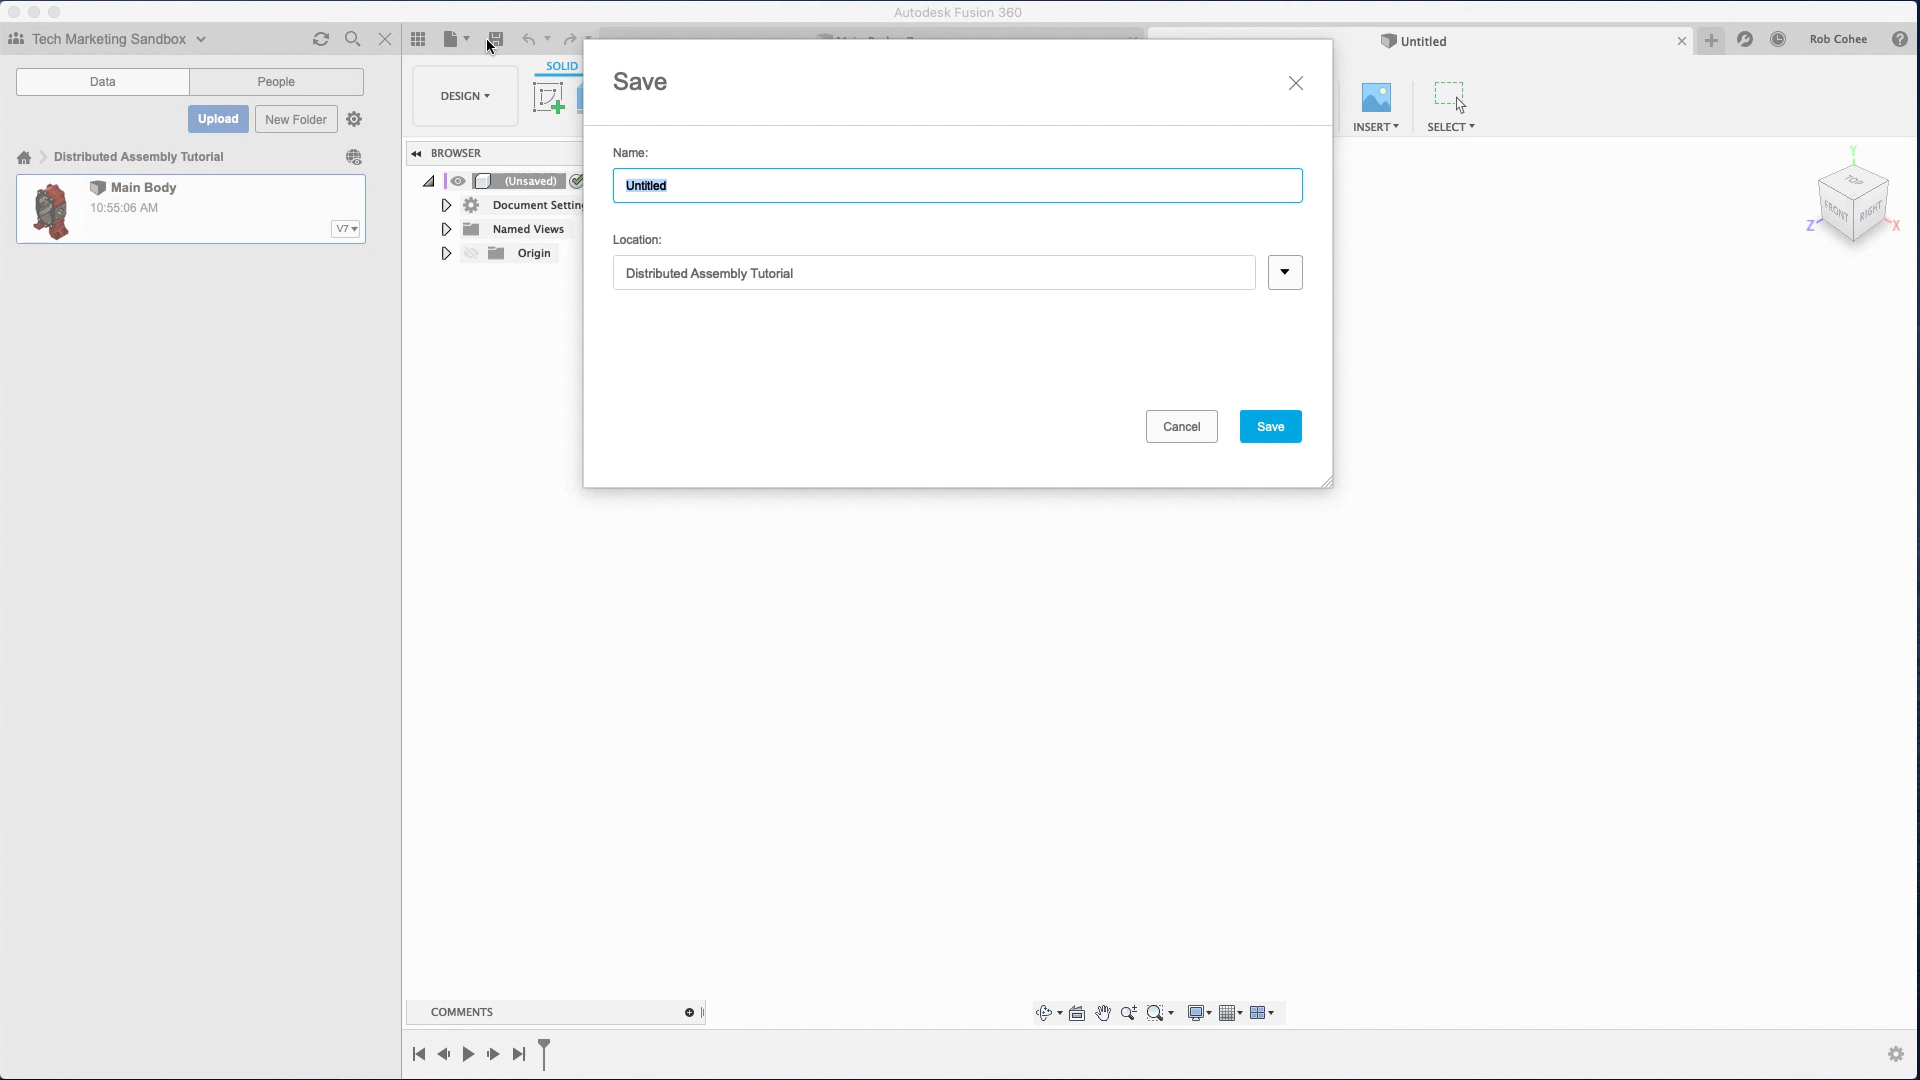 Autodesk Fusion 360
Tech Marketing Sandbox
Untitled
Rob Cohee
Data
People
Upload
New Folder
Distributed Assembly Tutorial
Main Body
10:55:06 AM
V7
SOLID
DESIGN
INSERT
SELECT
BROWSER
(Unsaved)
Document Settin
Named Views
Origin
Save
Name:
Untitled
Location:
Distributed Assembly Tutorial
Cancel
Save
TOP
FRONT
RIGHT
Y
Z
X
COMMENTS